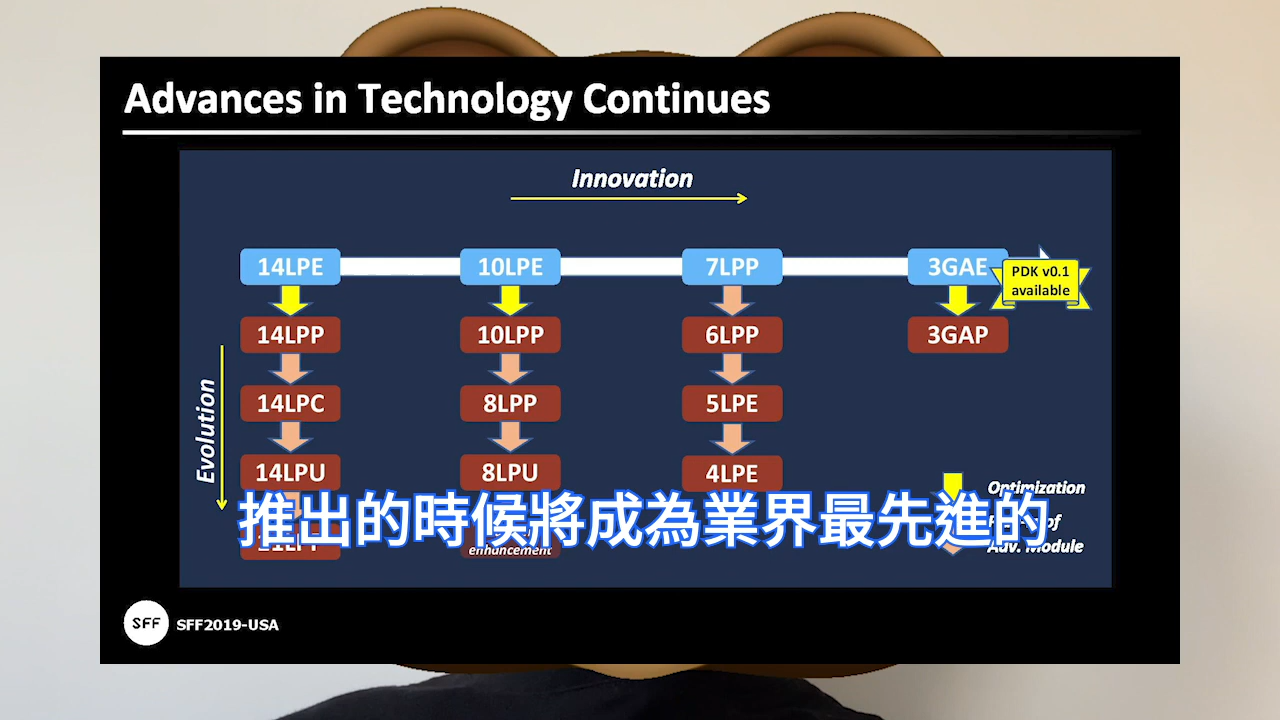 Advances in Technology Continues
Innovation
14LPE
10LPE
7LPP
3GAE
PDK v0.1
available
14LPP
10LPP
6LPP
3GAP
Evolution
14LPC
8LPP
5LPE
14LPU
8LPU
4LPE
Optimization
推出的時候將成為業界最先進的
of
enhancement
Adv. Module
SFF
SFF2019-USA